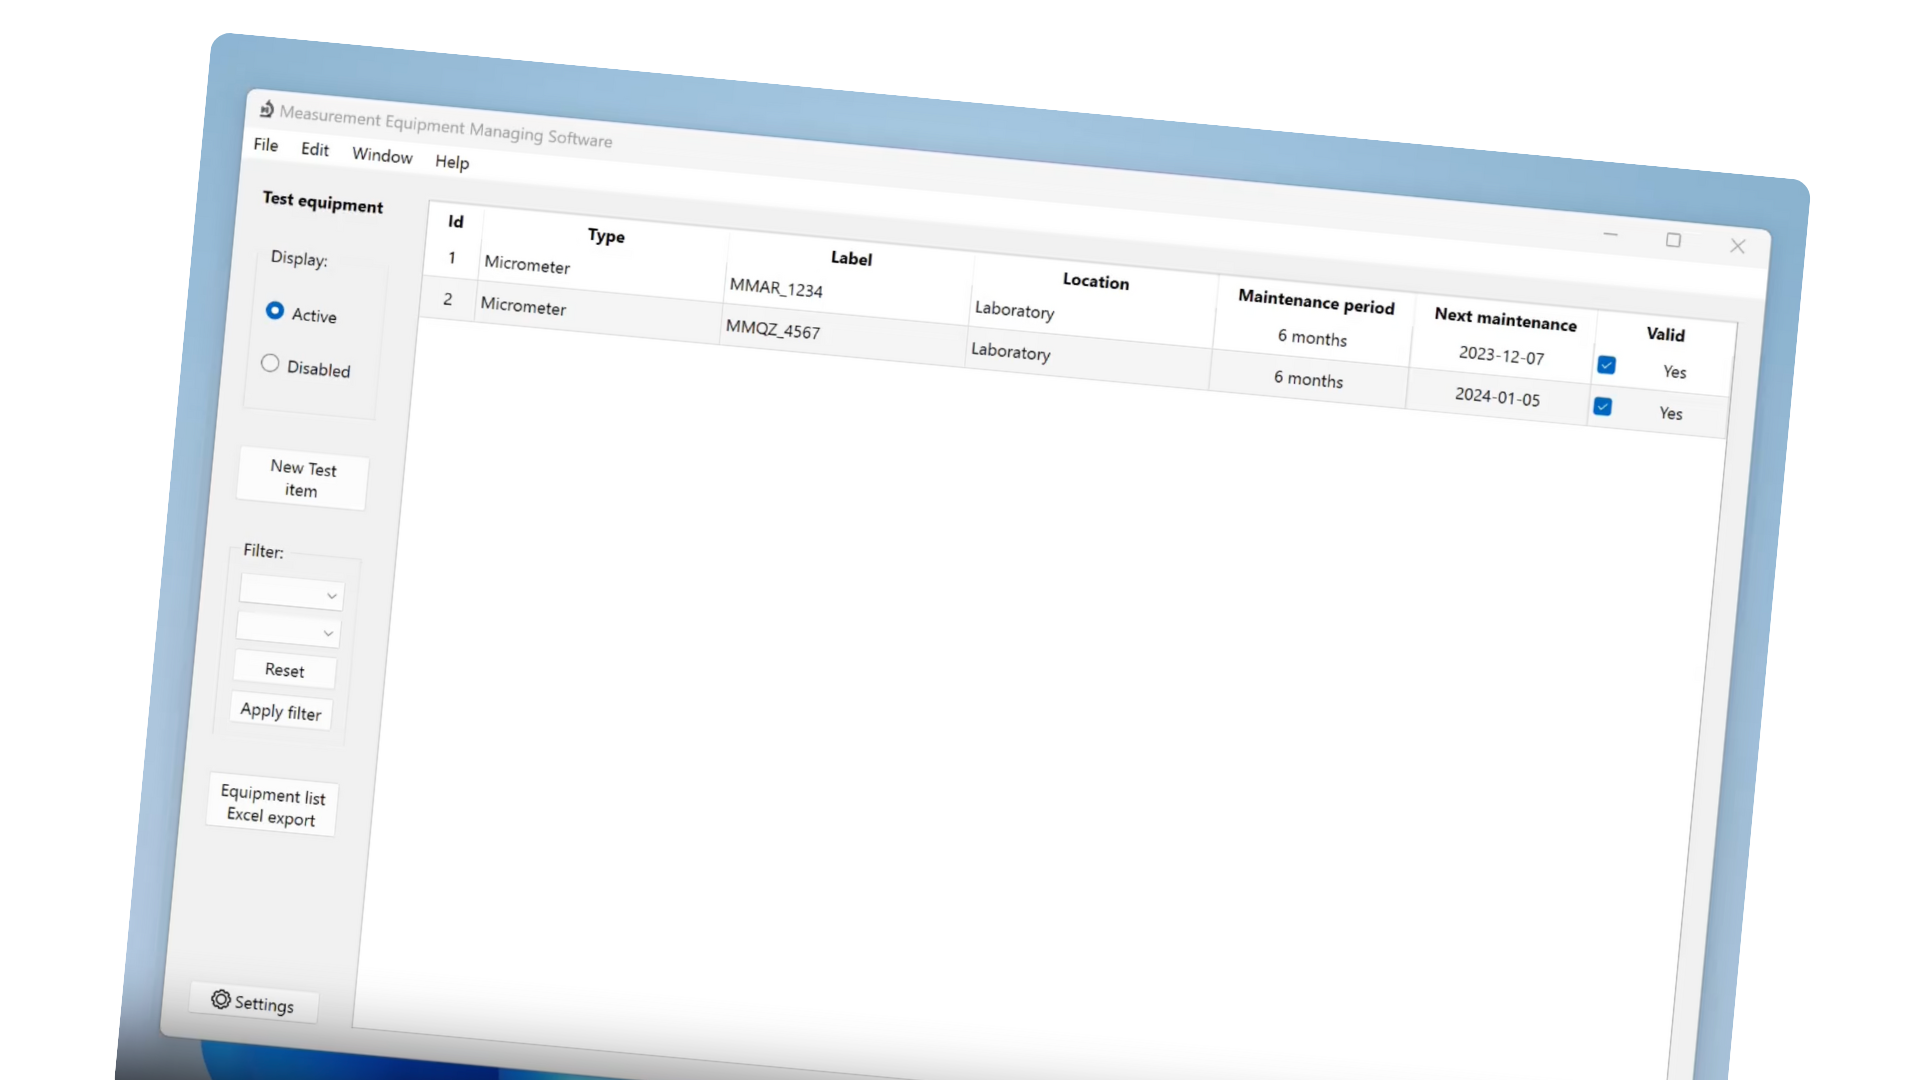 Measurement Equipment Managing Software
File Edit Window Help
Test equipment
Display:
Active
Disabled
New Test
item
Filter:
Reset
Apply filter
Equipment list
Excel export
Settings
Id Type Label Location Maintenance period Next maintenance Valid
1 Micrometer MMAR_1234 Laboratory 6 months 2023-12-07 Yes
2 Micrometer MMQZ_4567 Laboratory 6 months 2024-01-05 Yes